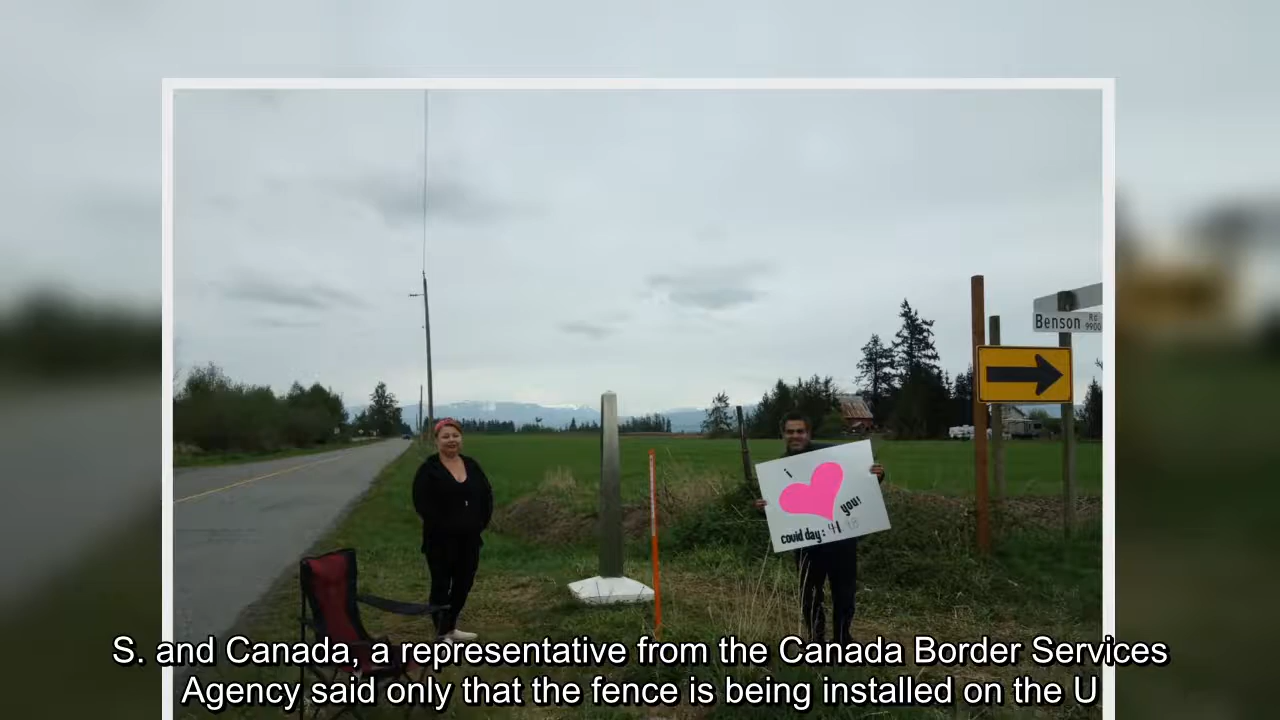 Benson Rd
9900
i
you!
covid day: 41
S. and Canada, a representative from the Canada Border Services
Agency said only that the fence is being installed on the U